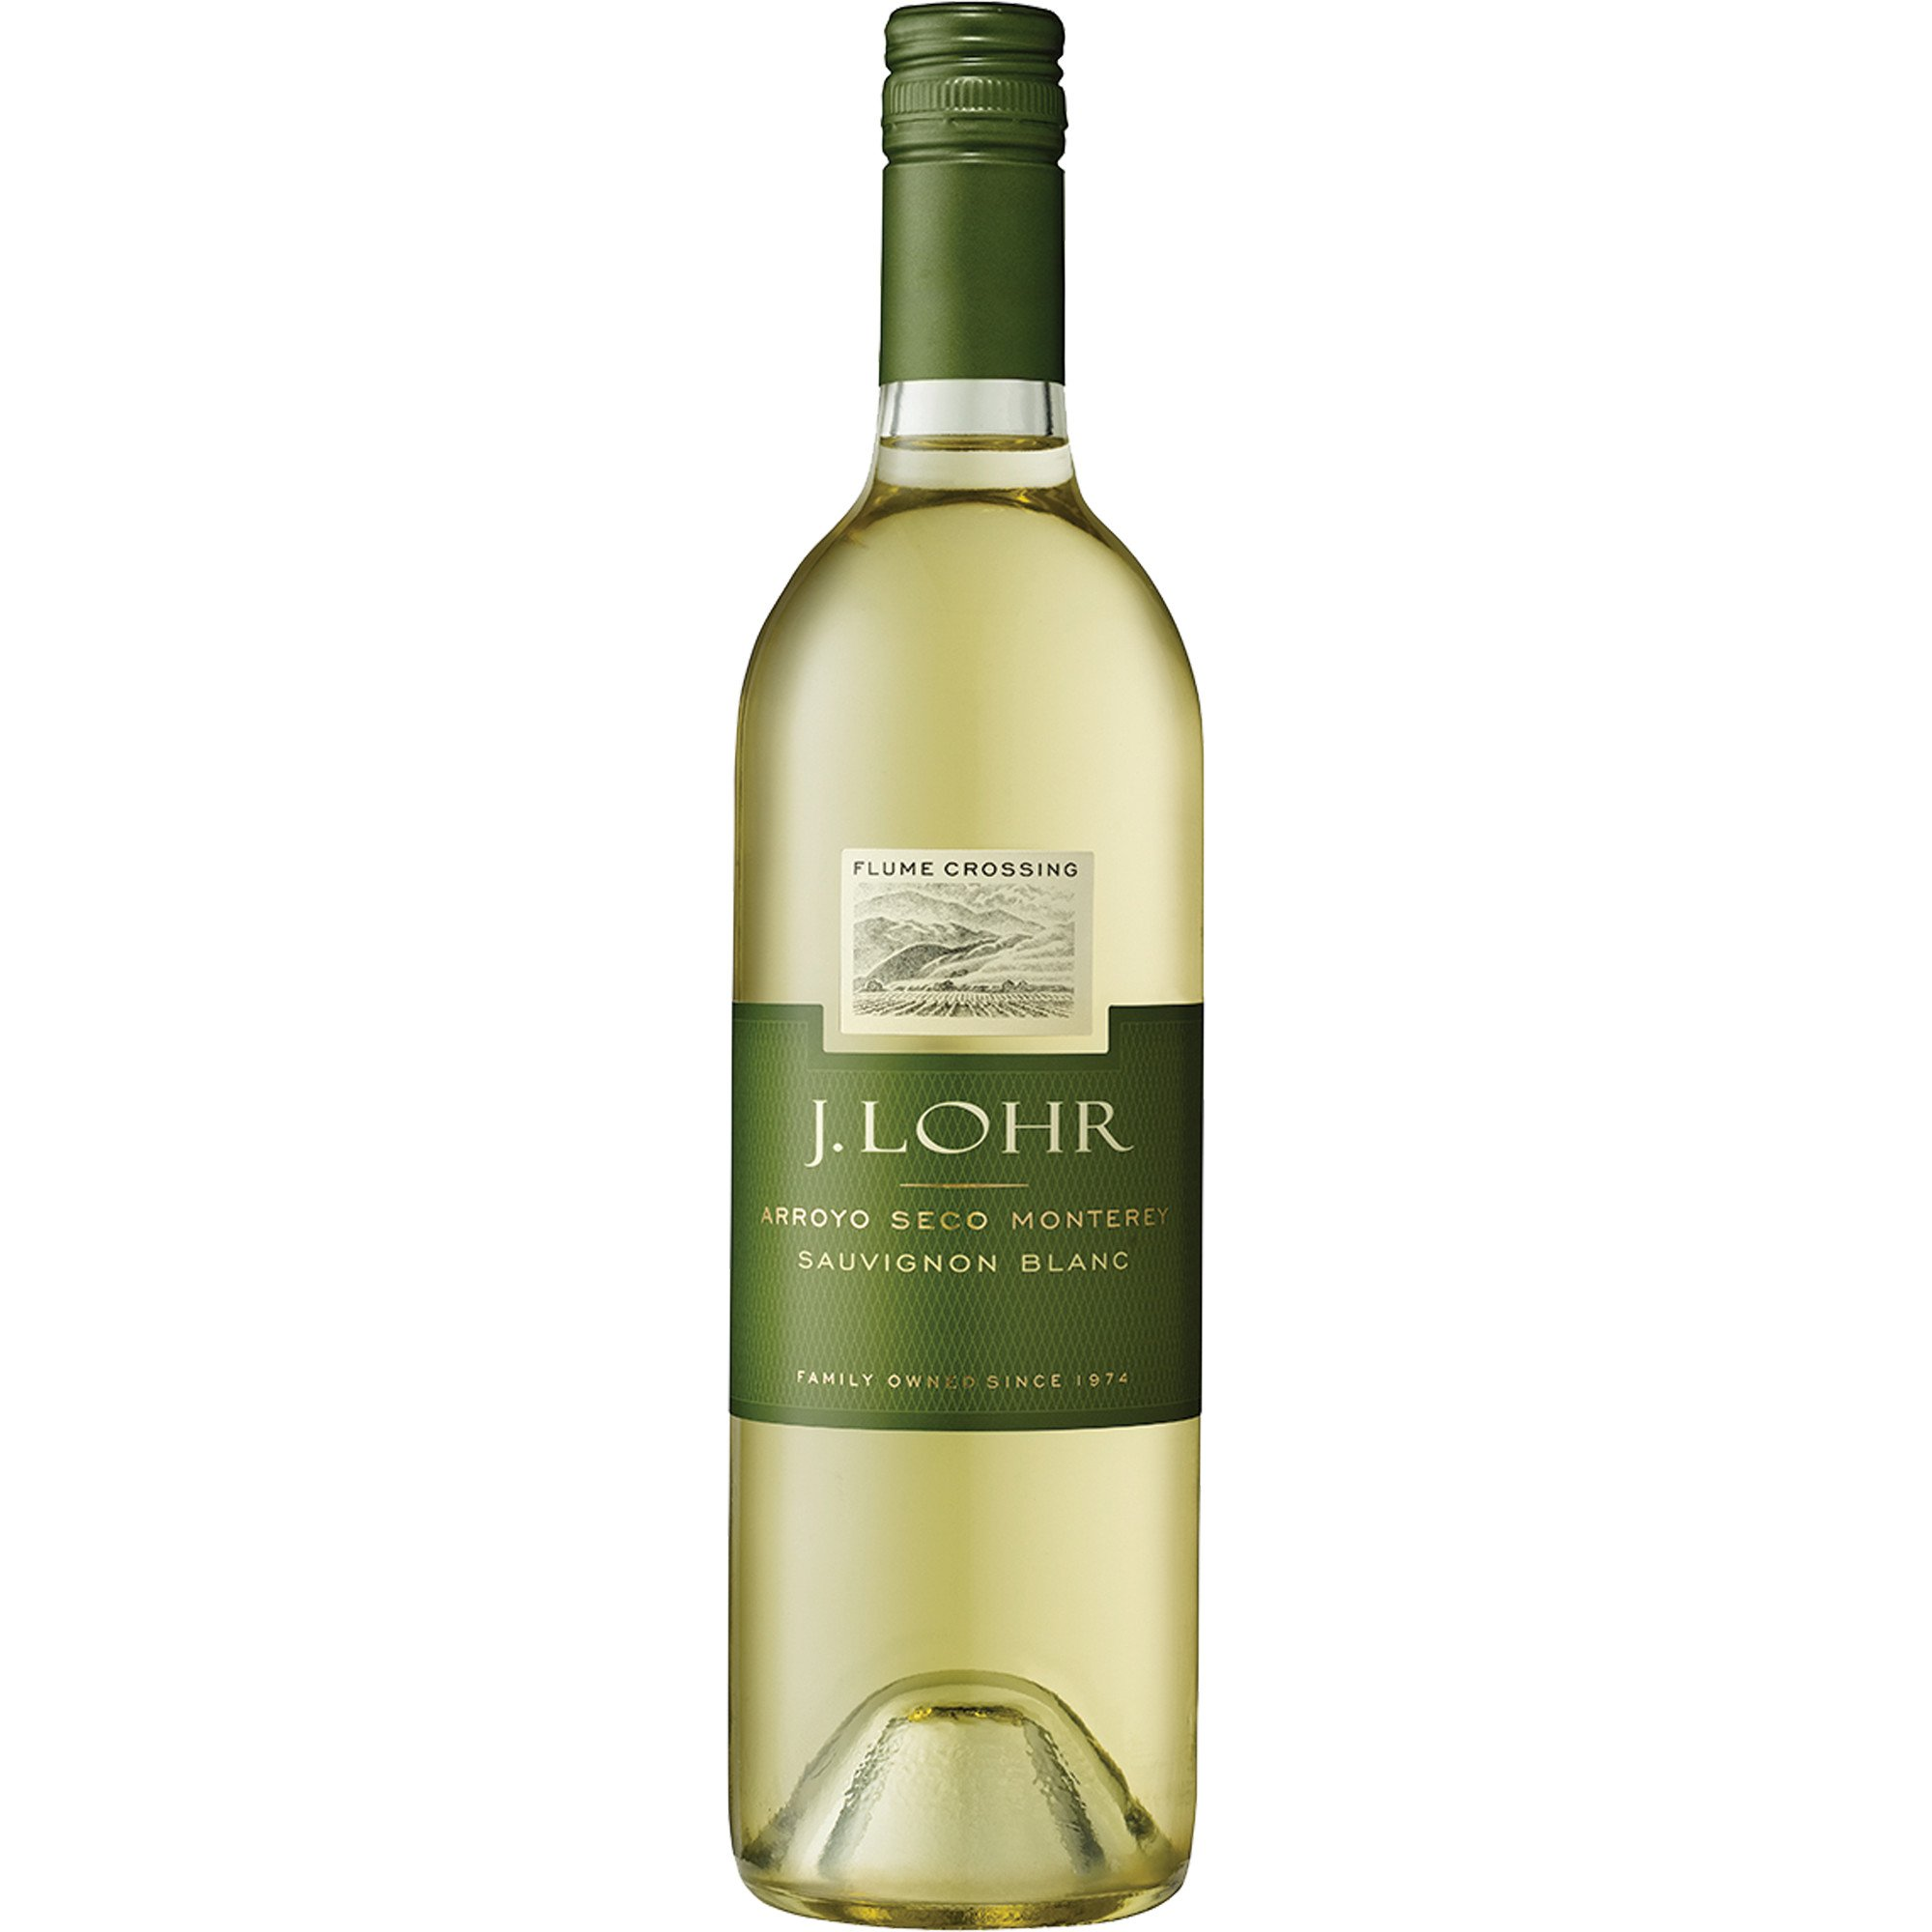 FLUME CROSSING
J. LOHR
ARROYO SECO MONTEREY
SAUVIGNON BLANC
FAMILY OWNED SINCE 1974